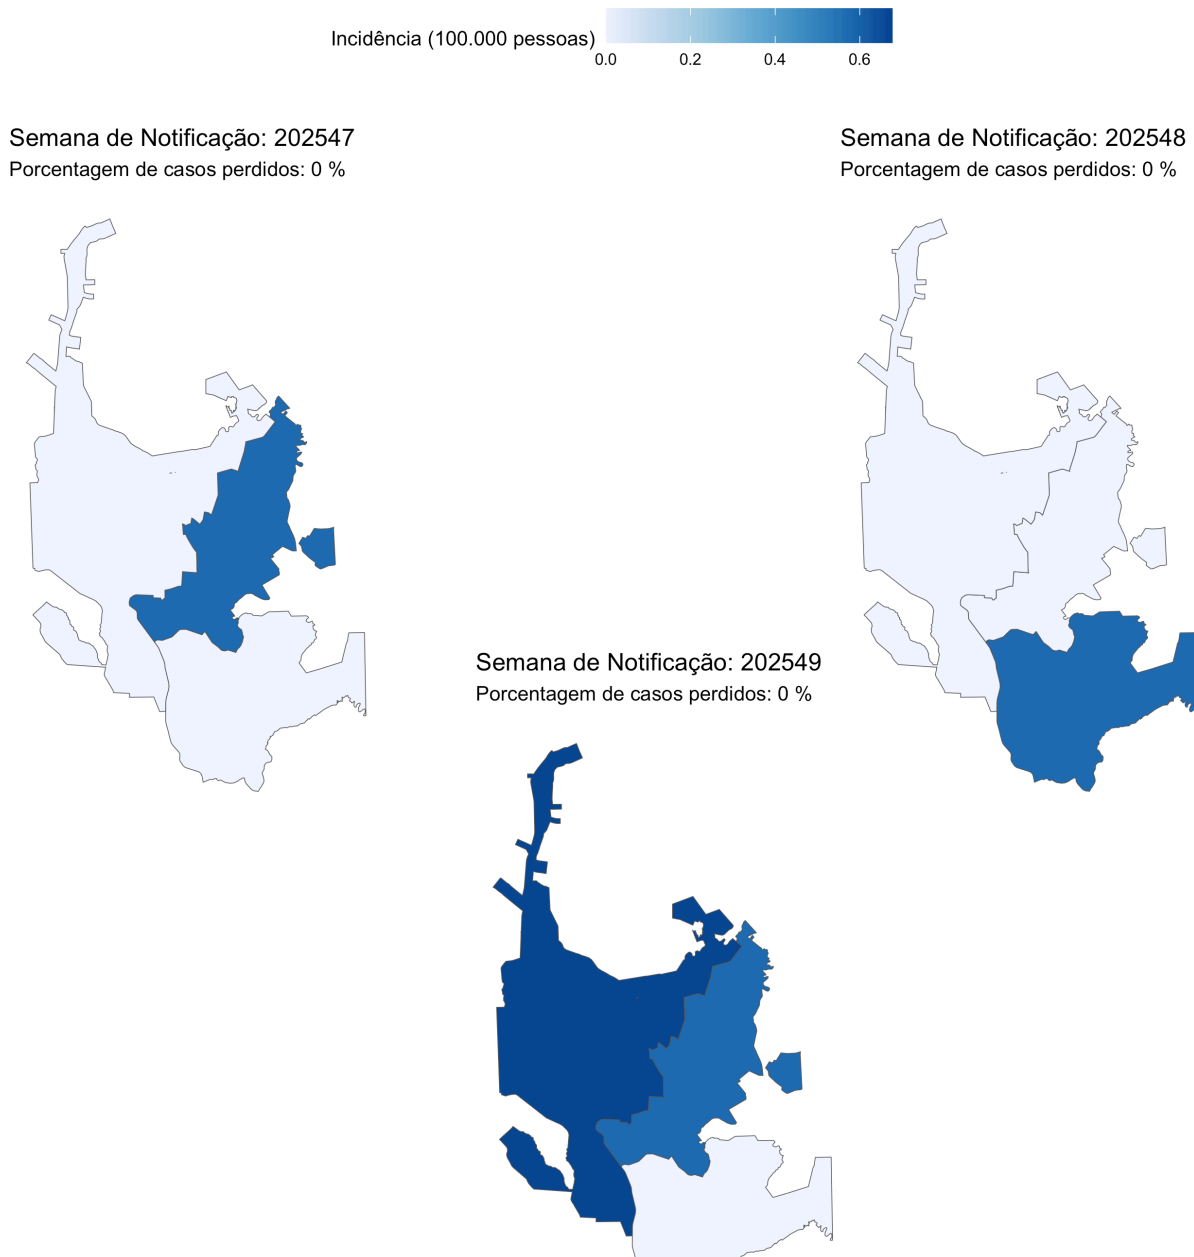 Incidência (100.000 pessoas)
0.0 0.2 0.4 0.6
Semana de Notificação: 202547
Porcentagem de casos perdidos: 0 %
Semana de Notificação: 202548
Porcentagem de casos perdidos: 0 %
Semana de Notificação: 202549
Porcentagem de casos perdidos: 0 %